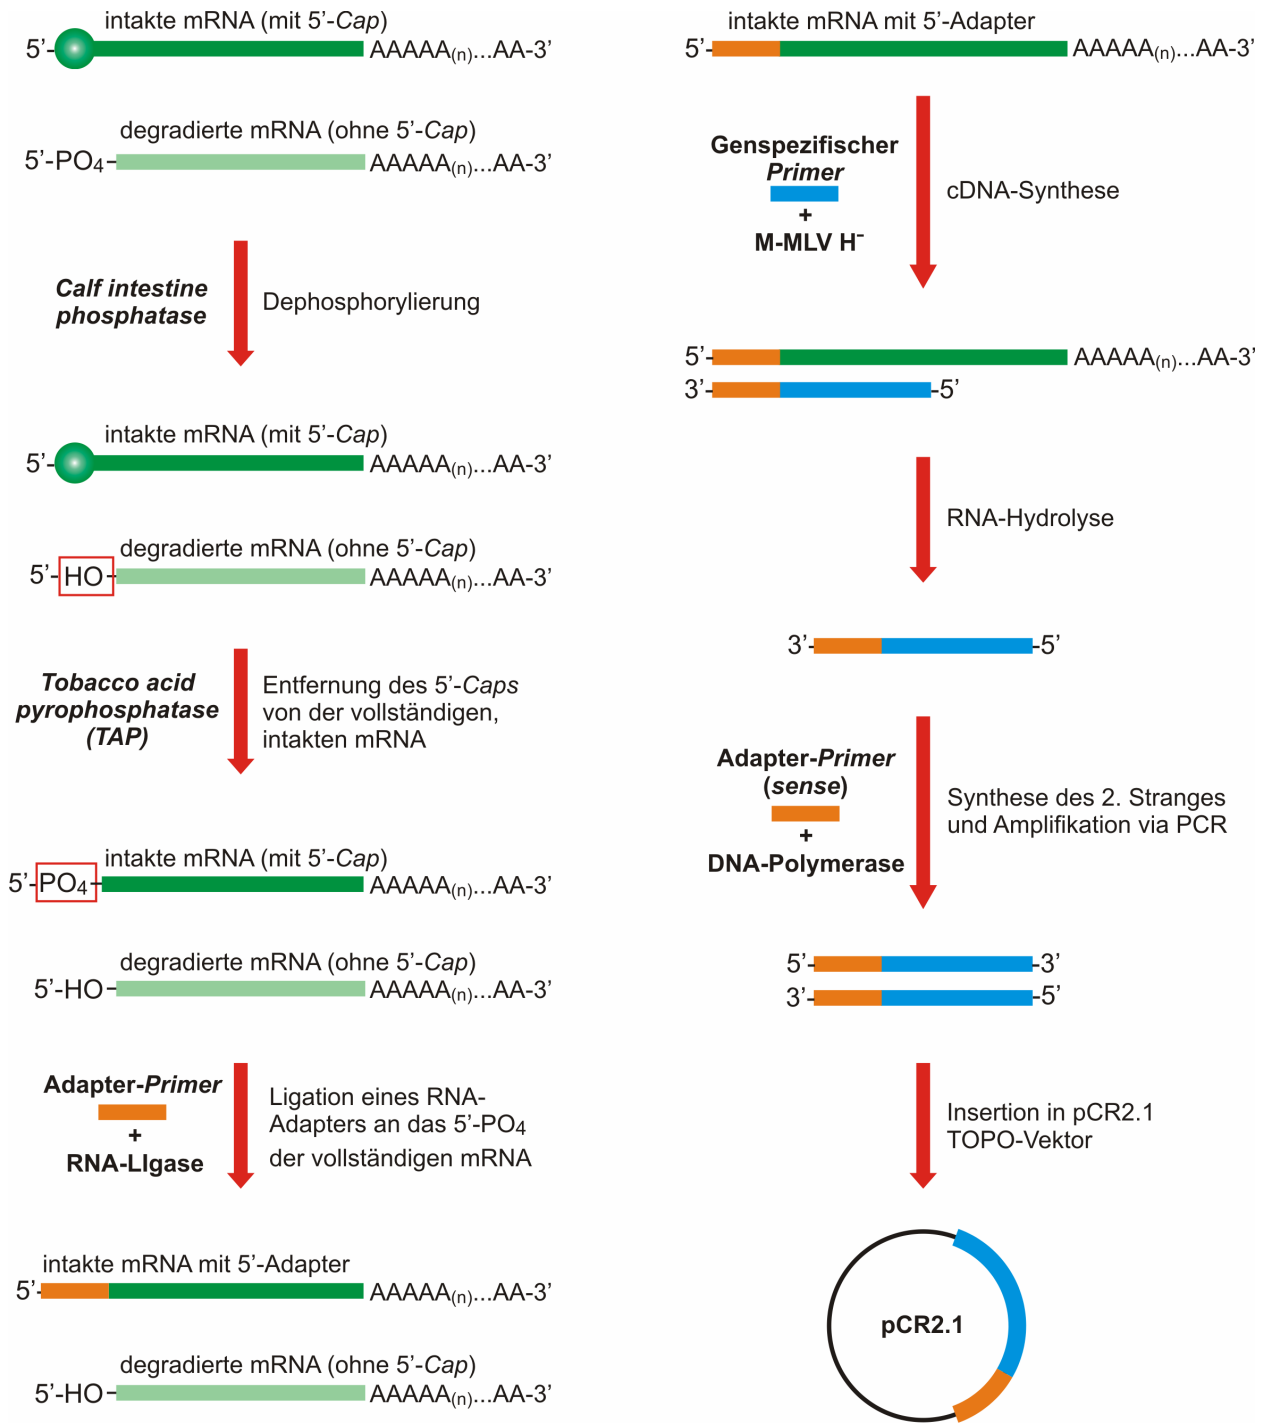 intakte mRNA (mit 5’-Cap)
5’- AAAAA(n)...AA-3’
degradierte mRNA (ohne 5’-Cap)
5’-PO4- AAAAA(n)...AA-3’
Calf intestine
phosphatase
Dephosphorylierung
intakte mRNA (mit 5’-Cap)
5’- AAAAA(n)...AA-3’
degradierte mRNA (ohne 5’-Cap)
5’-HO- AAAAA(n)...AA-3’
Tobacco acid
pyrophosphatase
(TAP)
Entfernung des 5’-Caps
von der vollständigen,
intakten mRNA
intakte mRNA (mit 5’-Cap)
5’-PO4- AAAAA(n)...AA-3’
degradierte mRNA (ohne 5’-Cap)
5’-HO- AAAAA(n)...AA-3’
Adapter-Primer
+
RNA-LIgase
Ligation eines RNA-
Adapters an das 5’-PO4
der vollständigen mRNA
intakte mRNA mit 5’-Adapter
5’- AAAAA(n)...AA-3’
degradierte mRNA (ohne 5’-Cap)
5’-HO- AAAAA(n)...AA-3’
intakte mRNA mit 5’-Adapter
5’- AAAAA(n)...AA-3’
Genspezifischer
Primer
+
M-MLV H–
cDNA-Synthese
5’- AAAAA(n)...AA-3’
3’- -5’
RNA-Hydrolyse
3’- -5’
Adapter-Primer
(sense)
+
DNA-Polymerase
Synthese des 2. Stranges
und Amplifikation via PCR
5’- -3’
3’- -5’
Insertion in pCR2.1
TOPO-Vektor
pCR2.1